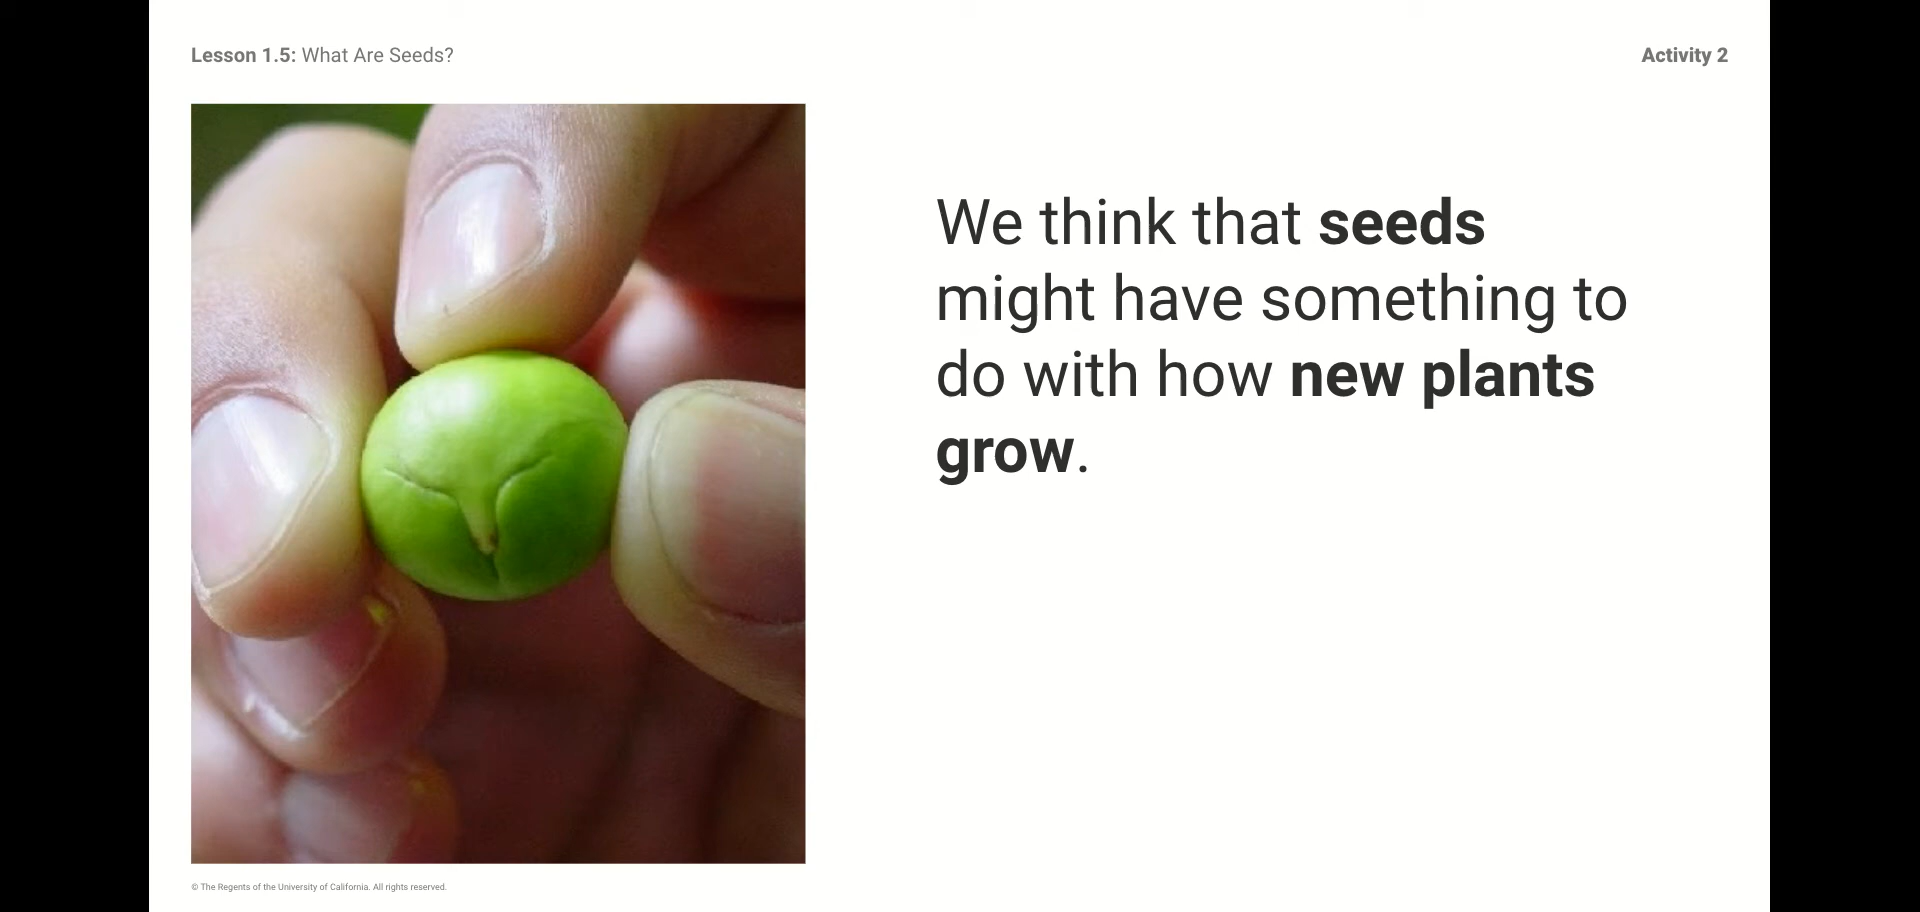 Lesson 1.5: What Are Seeds?
Activity 2
We think that seeds
might have something to
do with how new plants
grow.
© The Regents of the University of California. All rights reserved.